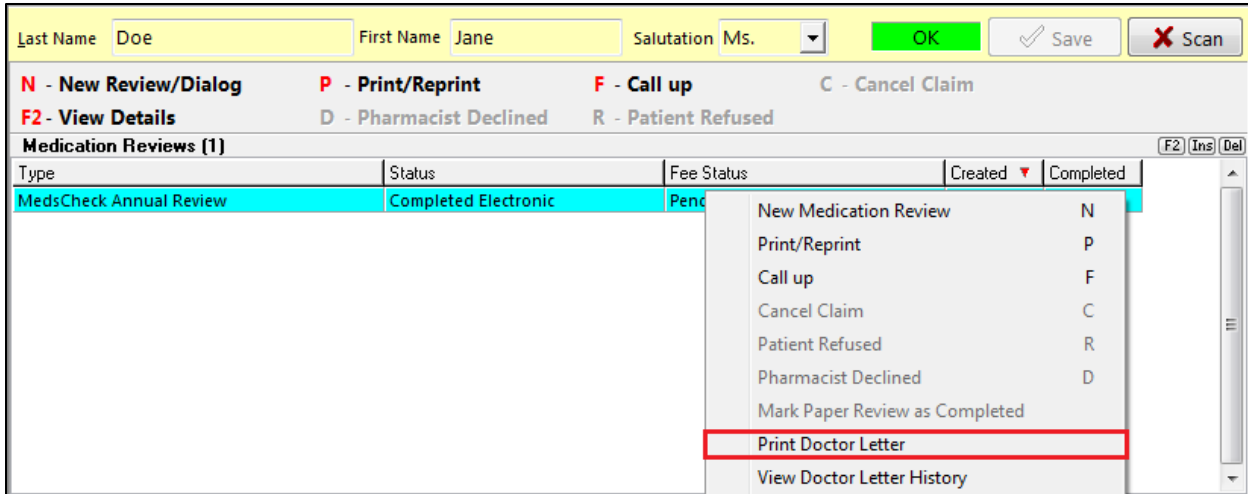 Last Name Doe First Name Jane Salutation Ms. OK Save Scan
N - New Review/Dialog P - Print/Reprint F - Call up C - Cancel Claim
F2 - View Details D - Pharmacist Declined R - Patient Refused
Medication Reviews (1) F2 Ins Del
Type Status Fee Status Created Completed
MedsCheck Annual Review Completed Electronic
New Medication Review N
Print/Reprint P
Call up F
Cancel Claim C
Patient Refused R
Pharmacist Declined D
Mark Paper Review as Completed
Print Doctor Letter
View Doctor Letter History